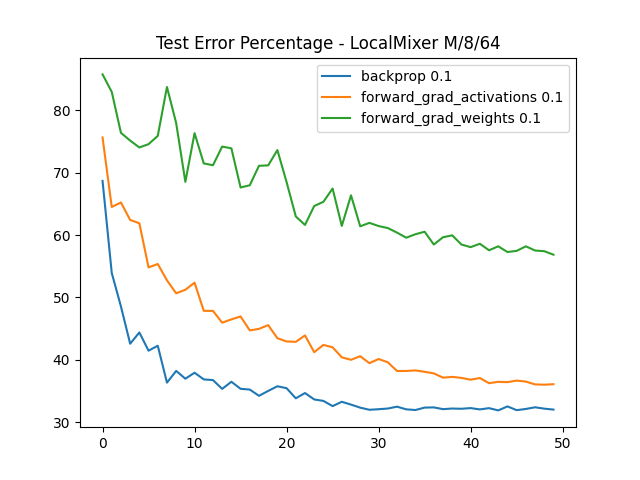 Test Error Percentage - LocalMixer M/8/64
backprop 0.1
forward_grad_activations 0.1
forward_grad_weights 0.1
80
70
60
50
40
30
0 10 20 30 40 50